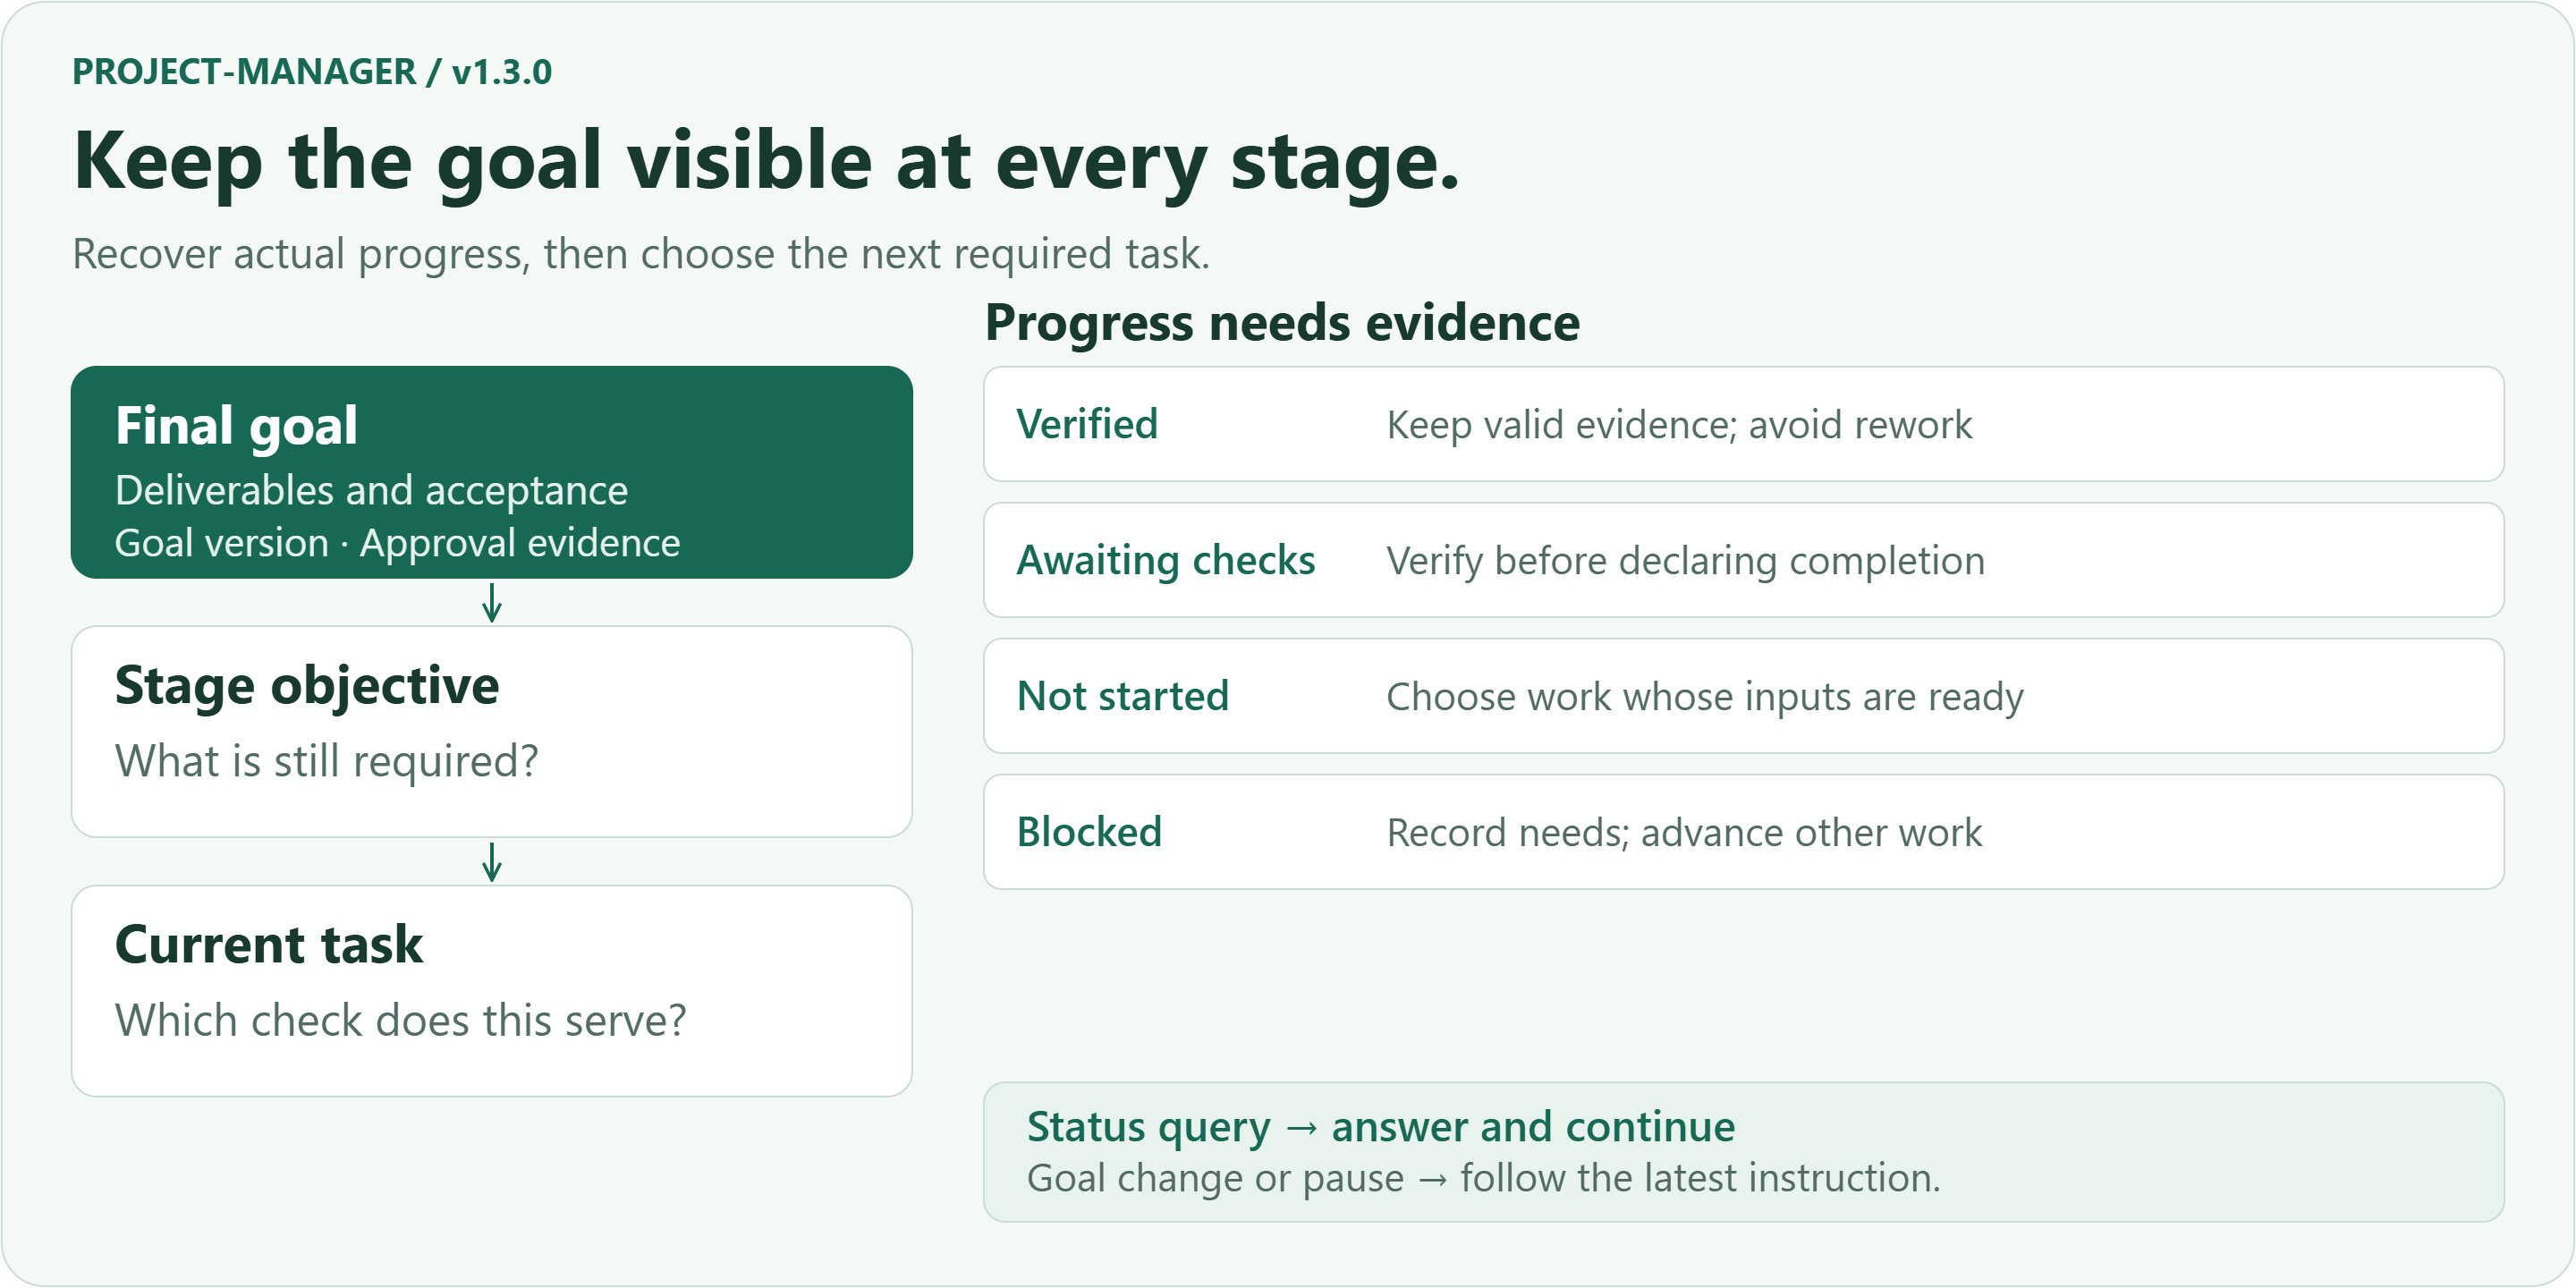 PROJECT-MANAGER / v1.3.0
Keep the goal visible at every stage.
Recover actual progress, then choose the next required task.
Final goal
Deliverables and acceptance
Goal version · Approval evidence
Stage objective
What is still required?
Current task
Which check does this serve?
Progress needs evidence
Verified Keep valid evidence; avoid rework
Awaiting checks Verify before declaring completion
Not started Choose work whose inputs are ready
Blocked Record needs; advance other work
Status query → answer and continue
Goal change or pause → follow the latest instruction.